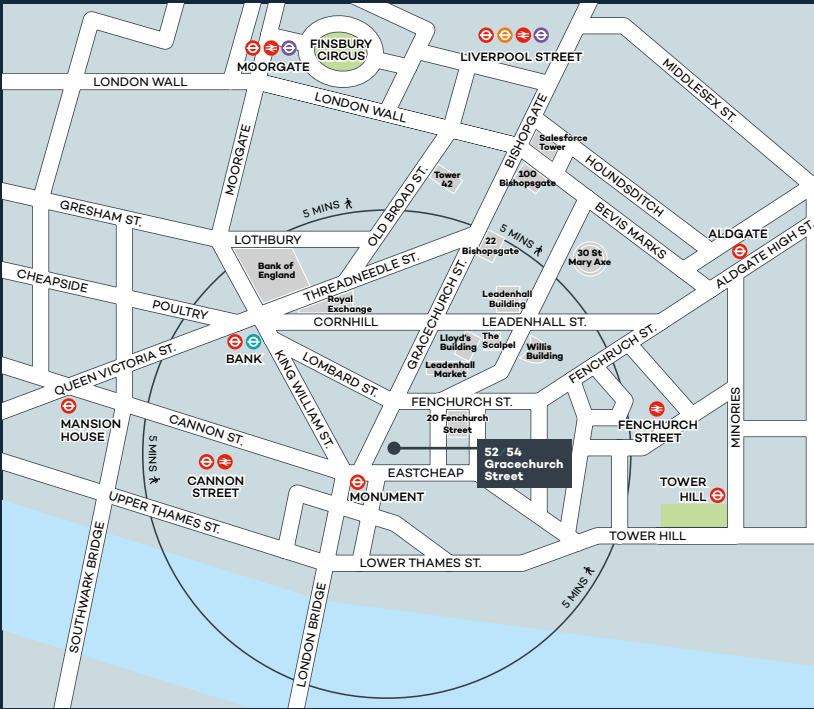 FINSBURY
CIRCUS
MOORGATE
LIVERPOOL STREET
LONDON WALL
MIDDLESEX ST.
LONDON WALL
BISHOPGATE
Salesforce
Tower
MOORGATE
HOUNDSDITCH
Tower
42
100
Bishopsgate
OLD BROAD ST.
5 MINS
GRESHAM ST.
BEVIS MARKS
ALDGATE
LOTHBURY
5 MINS
22
Bishopsgate
30 St
Mary Axe
ALDGATE HIGH ST.
Bank of
England
THREADNEEDLE ST.
CHEAPSIDE
POULTRY
Royal
Exchange
GRACECHURCH ST.
Leadenhall
Building
CORNHILL
LEADENHALL ST.
Lloyd's
Building
The
Scalpel
Willis
Building
FENCHRUCH ST.
BANK
QUEEN VICTORIA ST.
KING WILLIAM ST.
LOMBARD ST.
Leadenhall
Market
FENCHURCH ST.
MANSION
HOUSE
CANNON ST.
20 Fenchurch
Street
FENCHURCH
STREET
MINORIES
5 MINS
52 54
Gracechurch
Street
CANNON
STREET
EASTCHEAP
MONUMENT
TOWER
HILL
UPPER THAMES ST.
TOWER HILL
LOWER THAMES ST.
5 MINS
SOUTHWARK BRIDGE
LONDON BRIDGE